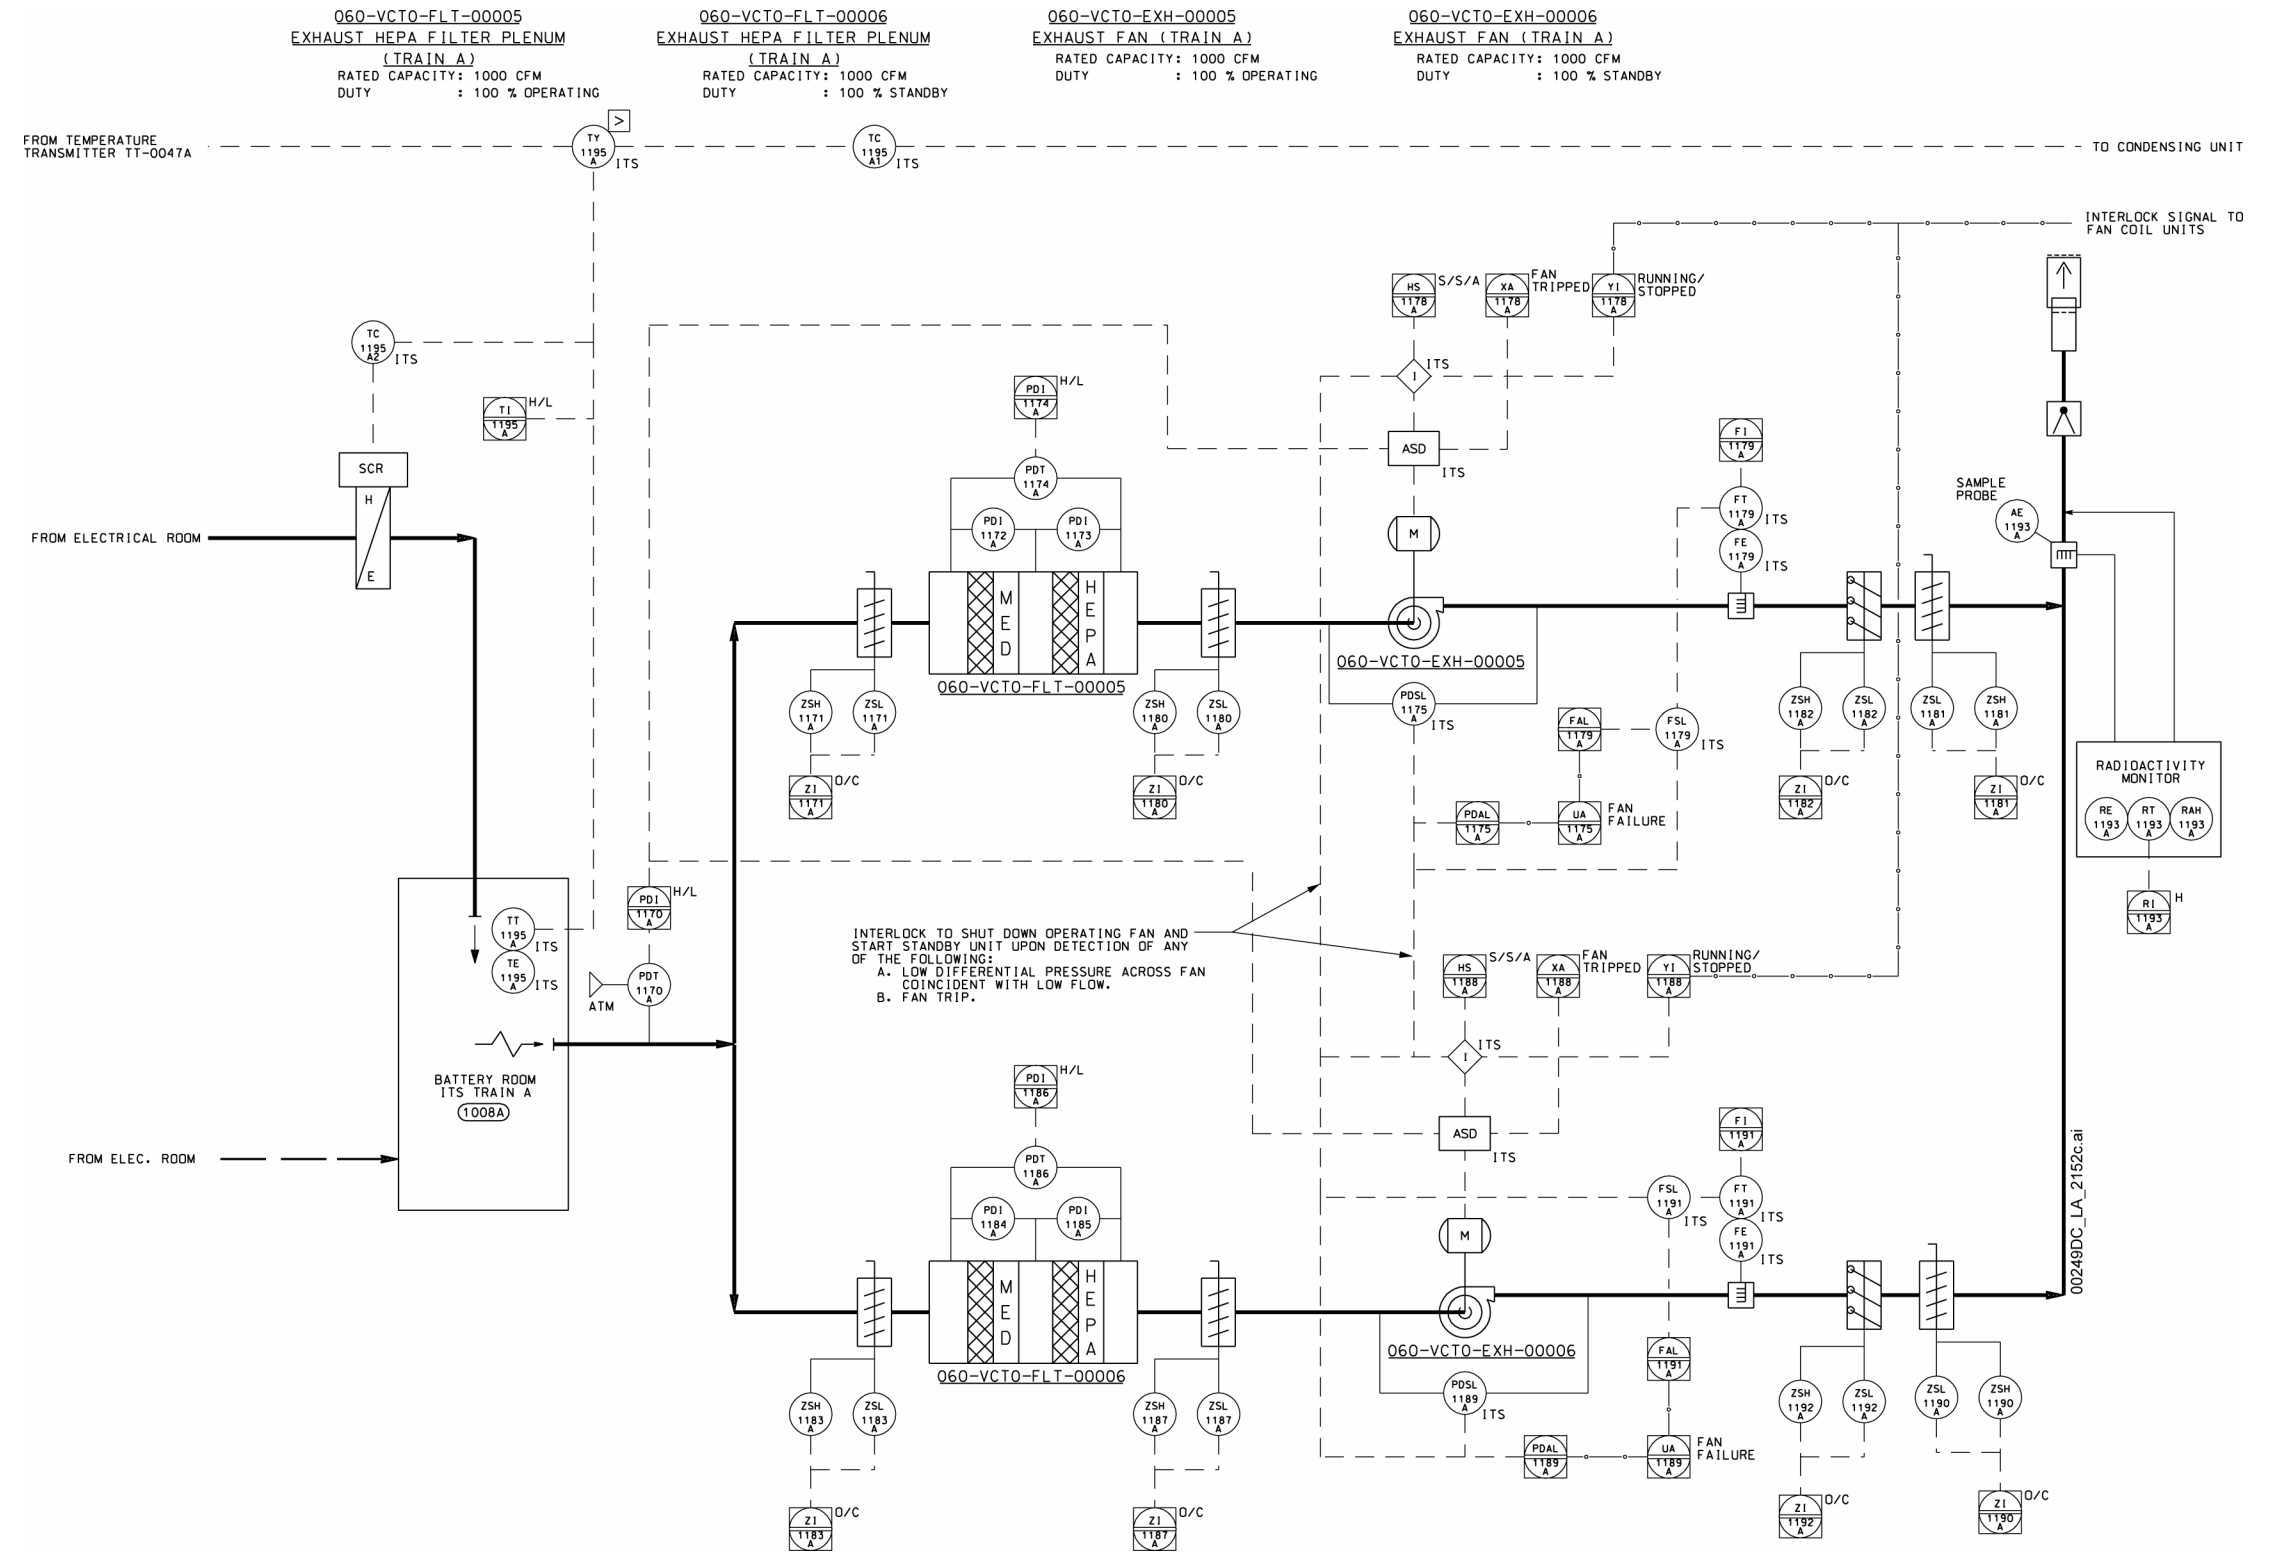 060-VCTO-FLT-00005
EXHAUST HEPA FILTER PLENUM
(TRAIN A)
RATED CAPACITY: 1000 CFM
DUTY : 100 % OPERATING
060-VCTO-FLT-00006
EXHAUST HEPA FILTER PLENUM
(TRAIN A)
RATED CAPACITY: 1000 CFM
DUTY : 100 % STANDBY
060-VCTO-EXH-00005
EXHAUST FAN (TRAIN A)
RATED CAPACITY: 1000 CFM
DUTY : 100 % OPERATING
060-VCTO-EXH-00006
EXHAUST FAN (TRAIN A)
RATED CAPACITY: 1000 CFM
DUTY : 100 % STANDBY
FROM TEMPERATURE
TRANSMITTER TT-0047A
TY
1195
A
>
ITS
TC
1195
A1
ITS
TO CONDENSING UNIT
INTERLOCK SIGNAL TO
FAN COIL UNITS
HS
1178
A
S/S/A
XA
1178
A
FAN
TRIPPED
YI
1178
A
RUNNING/
STOPPED
TC
1195
A2
ITS
I
ITS
TI
1195
A
H/L
PDI
1174
A
H/L
ASD
ITS
FI
1179
A
SCR
H
E
PDT
1174
A
PDI
1172
A
PDI
1173
A
M
FT
1179
A
ITS
FE
1179
A
ITS
SAMPLE
PROBE
AE
1193
A
FROM ELECTRICAL ROOM
MED
HEPA
060-VCTO-FLT-00005
060-VCTO-EXH-00005
ZSH
1171
A
ZSL
1171
A
ZI
1171
A
O/C
ZSH
1180
A
ZSL
1180
A
ZI
1180
A
O/C
PDSL
1175
A
ITS
FAL
1179
A
FSL
1179
A
ITS
PDAL
1175
A
UA
1175
A
FAN
FAILURE
ZSH
1182
A
ZSL
1182
A
ZI
1182
A
O/C
ZSL
1181
A
ZSH
1181
A
ZI
1181
A
O/C
RADIOACTIVITY
MONITOR
RE
1193
A
RT
1193
A
RAH
1193
A
RI
1193
A
H
TT
1195
A
ITS
TE
1195
A
ITS
PDI
1170
A
H/L
PDT
1170
A
ATM
INTERLOCK TO SHUT DOWN OPERATING FAN AND
START STANDBY UNIT UPON DETECTION OF ANY
OF THE FOLLOWING:
A. LOW DIFFERENTIAL PRESSURE ACROSS FAN
COINCIDENT WITH LOW FLOW.
B. FAN TRIP.
HS
1188
A
S/S/A
XA
1188
A
FAN
TRIPPED
YI
1188
A
RUNNING/
STOPPED
I
ITS
BATTERY ROOM
ITS TRAIN A
1008A
FROM ELEC. ROOM
PDI
1186
A
H/L
PDT
1186
A
PDI
1184
A
PDI
1185
A
ASD
ITS
M
FI
1191
A
FSL
1191
A
ITS
FT
1191
A
ITS
FE
1191
A
ITS
00249DC_LA_2152c.ai
MED
HEPA
060-VCTO-FLT-00006
060-VCTO-EXH-00006
ZSH
1183
A
ZSL
1183
A
ZI
1183
A
O/C
ZSH
1187
A
ZSL
1187
A
ZI
1187
A
O/C
PDSL
1189
A
ITS
FAL
1191
A
PDAL
1189
A
UA
1189
A
FAN
FAILURE
ZSH
1192
A
ZSL
1192
A
ZI
1192
A
O/C
ZSL
1190
A
ZSH
1190
A
ZI
1190
A
O/C